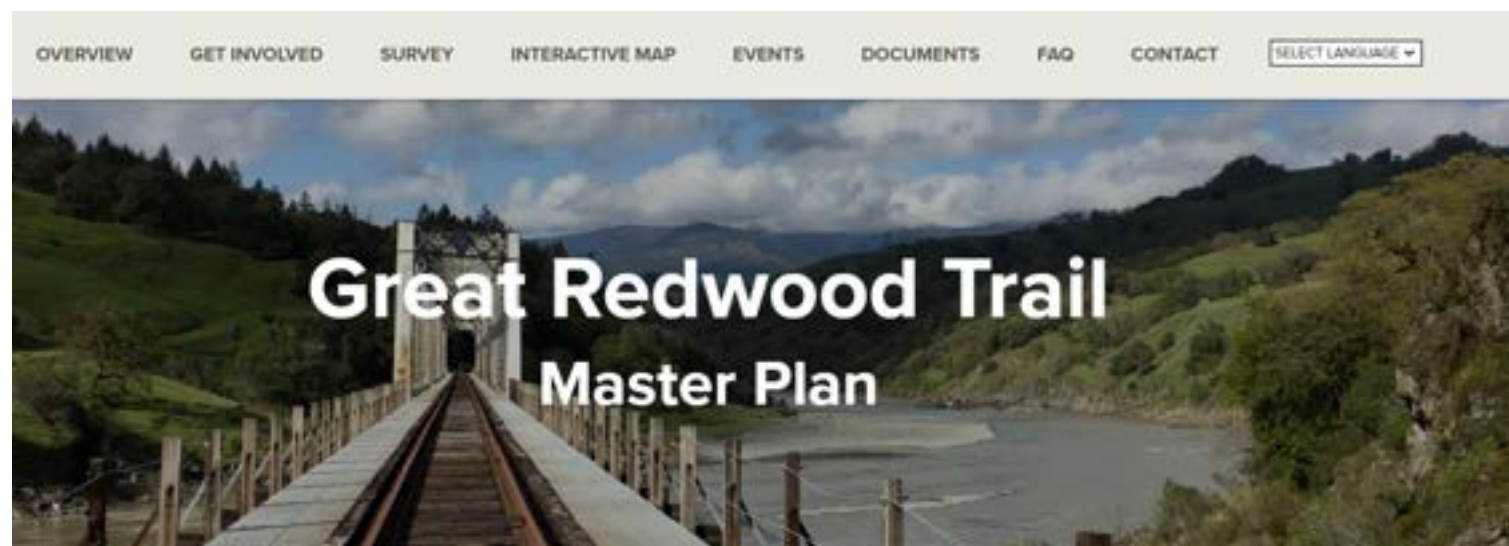 OVERVIEW GET INVOLVED SURVEY INTERACTIVE MAP EVENTS DOCUMENTS FAQ CONTACT SELECT LANGUAGE
Great Redwood Trail
Master Plan